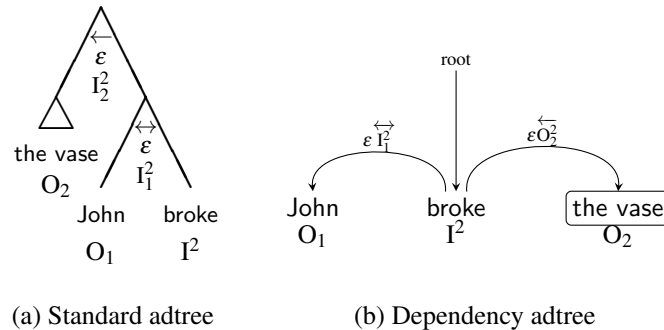 ←
ε
I₂²
the vase
O₂
↔
ε
I₁²
John
O₁
broke
I²
(a) Standard adtree
root
ε I₁²
↔
εO₂²
←
John
O₁
broke
I²
the vase
O₂
(b) Dependency adtree